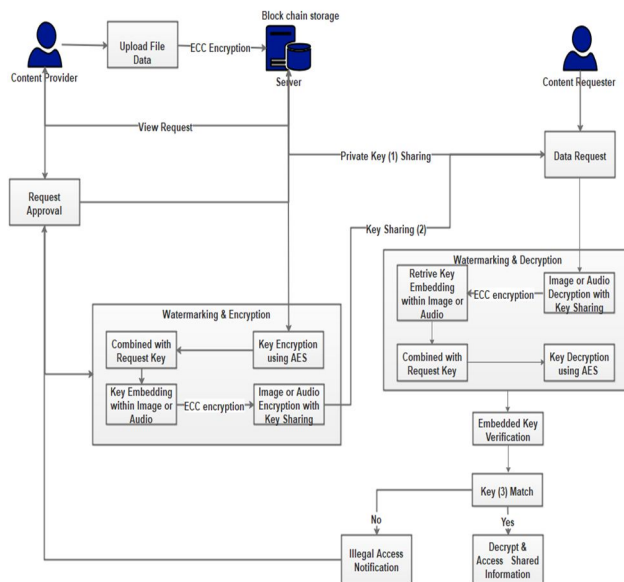 Block chain storage
Upload File
Data
ECC Encryption
Content Provider
Server
Content Requester
View Request
Private Key (1) Sharing
Data Request
Request
Approval
Key Sharing (2)
Watermarking & Decryption
Retrive Key
Embedding
within Image or
Audio
ECC encryption
Image or Audio
Decryption with
Key Sharing
Combined with
Request Key
Key Decryption
using AES
Watermarking & Encryption
Combined with
Request Key
Key Encryption
using AES
Key Embedding
within Image or
Audio
ECC encryption
Image or Audio
Encryption with
Key Sharing
Embedded Key
Verification
Key (3) Match
No
Yes
Illegal Access
Notification
Decrypt &
Access Shared
Information